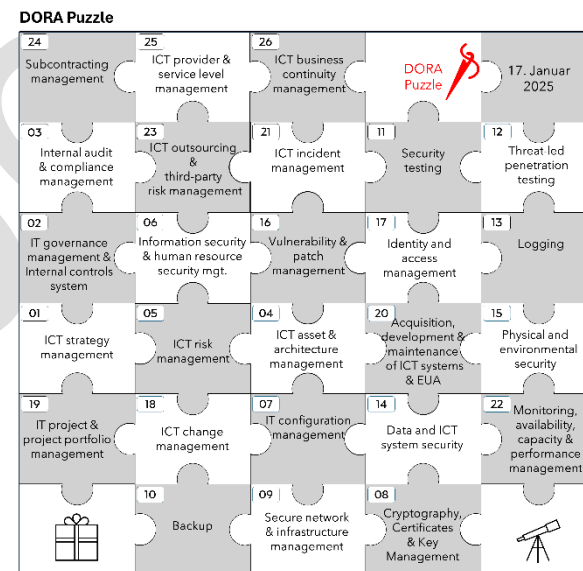 DORA Puzzle
24
Subcontracting
management
25
ICT provider &
service level
management
26
ICT business
continuity
management
DORA
Puzzle
17. Januar
2025
03
Internal audit
& compliance
management
23
ICT outsourcing
&
third-party
risk management
21
ICT incident
management
11
Security
testing
12
Threat led
penetration
testing
02
IT governance
management &
Internal controls
system
06
Information security
& human resource
security mgt.
16
Vulnerability &
patch
management
17
Identity and
access
management
13
Logging
01
ICT strategy
management
05
ICT risk
management
04
ICT asset &
architecture
management
20
Acquisition,
development &
maintenance
of ICT systems
& EUA
15
Physical and
environmental
security
19
IT project &
project portfolio
management
18
ICT change
management
07
IT configuration
management
14
Data and ICT
system security
22
Monitoring,
availability,
capacity &
performance
management
10
Backup
09
Secure network
& infrastructure
management
08
Cryptography,
Certificates
& Key
Management